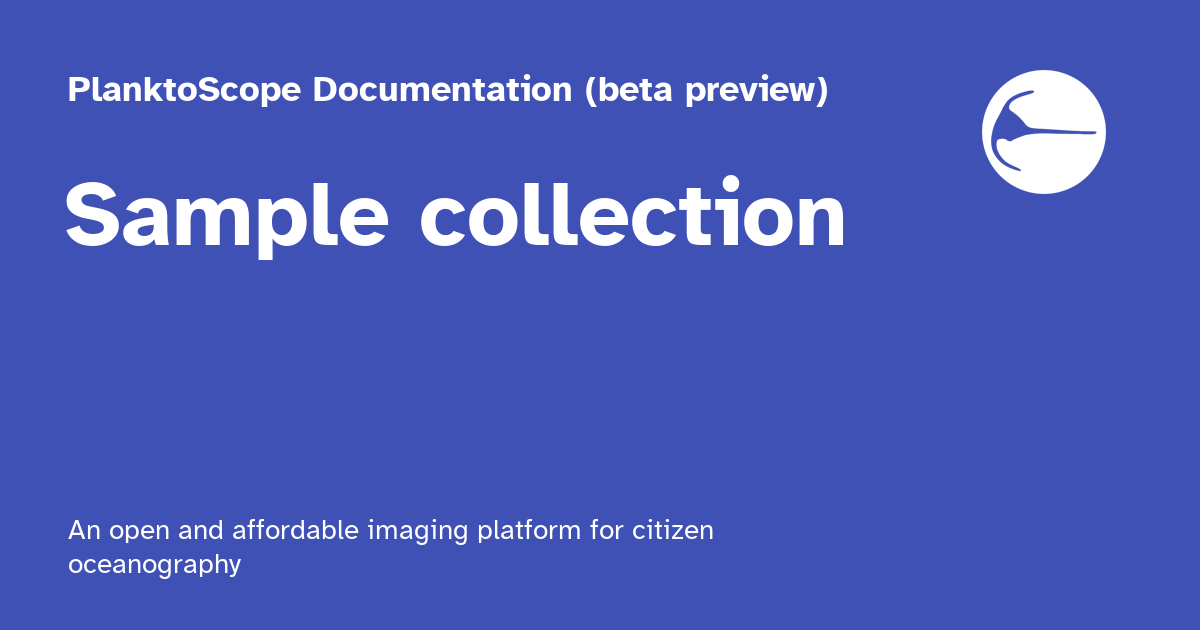 PlanktoScope Documentation (beta preview)
Sample collection
An open and affordable imaging platform for citizen
oceanography